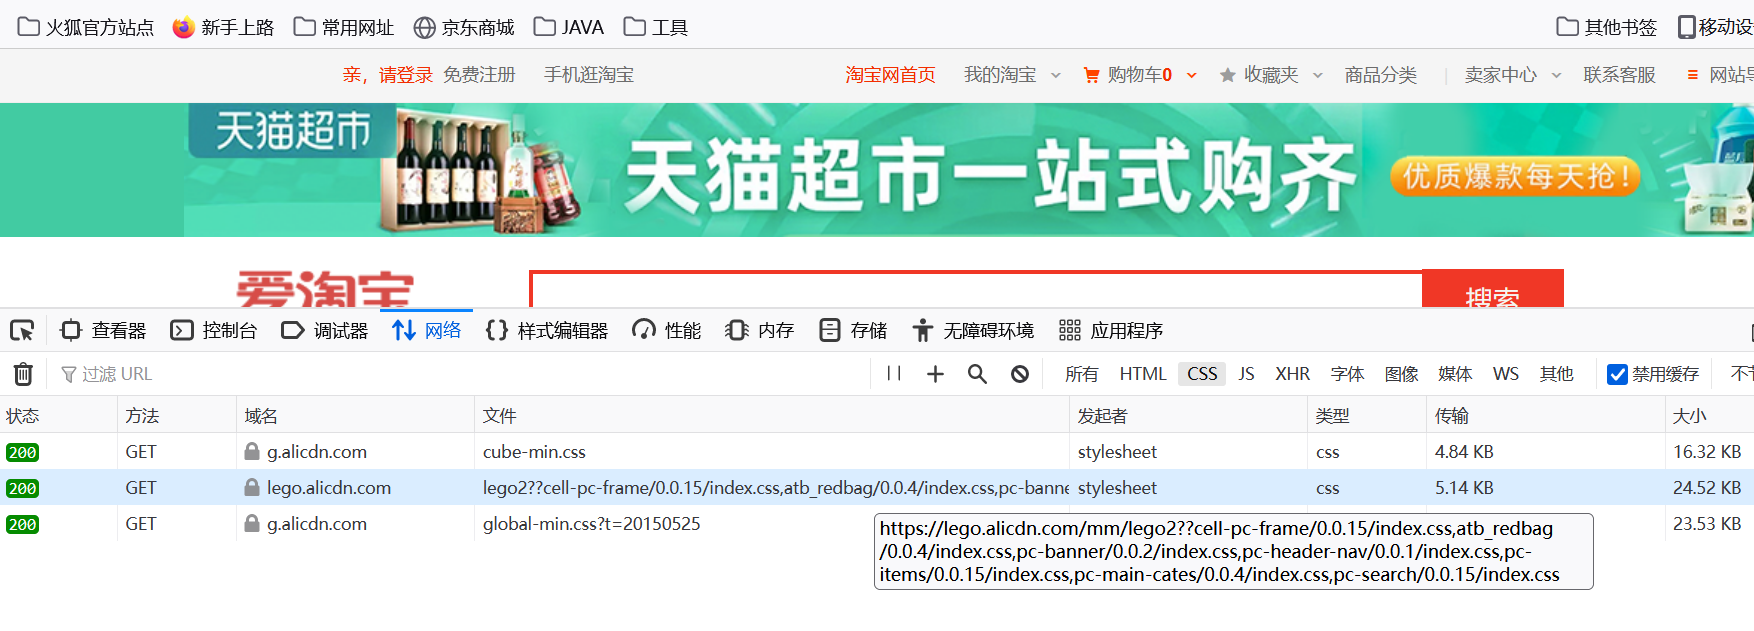 火狐官方站点 新手上路 常用网址 京东商城 JAVA 工具 其他书签 移动设
亲，请登录 免费注册 手机逛淘宝 淘宝网首页 我的淘宝 购物车0 收藏夹 商品分类 卖家中心 联系客服 网站导
天猫超市
天猫超市一站式购齐
优质爆款每天抢!
爱淘宝
搜索
查看器 控制台 调试器 网络 样式编辑器 性能 内存 存储 无障碍环境 应用程序
过滤 URL 所有 HTML CSS JS XHR 字体 图像 媒体 WS 其他 禁用缓存 不节
状态 方法 域名 文件 发起者 类型 传输 大小
200 GET g.alicdn.com cube-min.css stylesheet css 4.84 KB 16.32 KB
200 GET lego.alicdn.com lego2??cell-pc-frame/0.0.15/index.css,atb_redbag/0.0.4/index.css,pc-banne stylesheet css 5.14 KB 24.52 KB
200 GET g.alicdn.com global-min.css?t=20150525 23.53 KB
https://lego.alicdn.com/mm/lego2??cell-pc-frame/0.0.15/index.css,atb_redbag
/0.0.4/index.css,pc-banner/0.0.2/index.css,pc-header-nav/0.0.1/index.css,pc-
items/0.0.15/index.css,pc-main-cates/0.0.4/index.css,pc-search/0.0.15/index.css